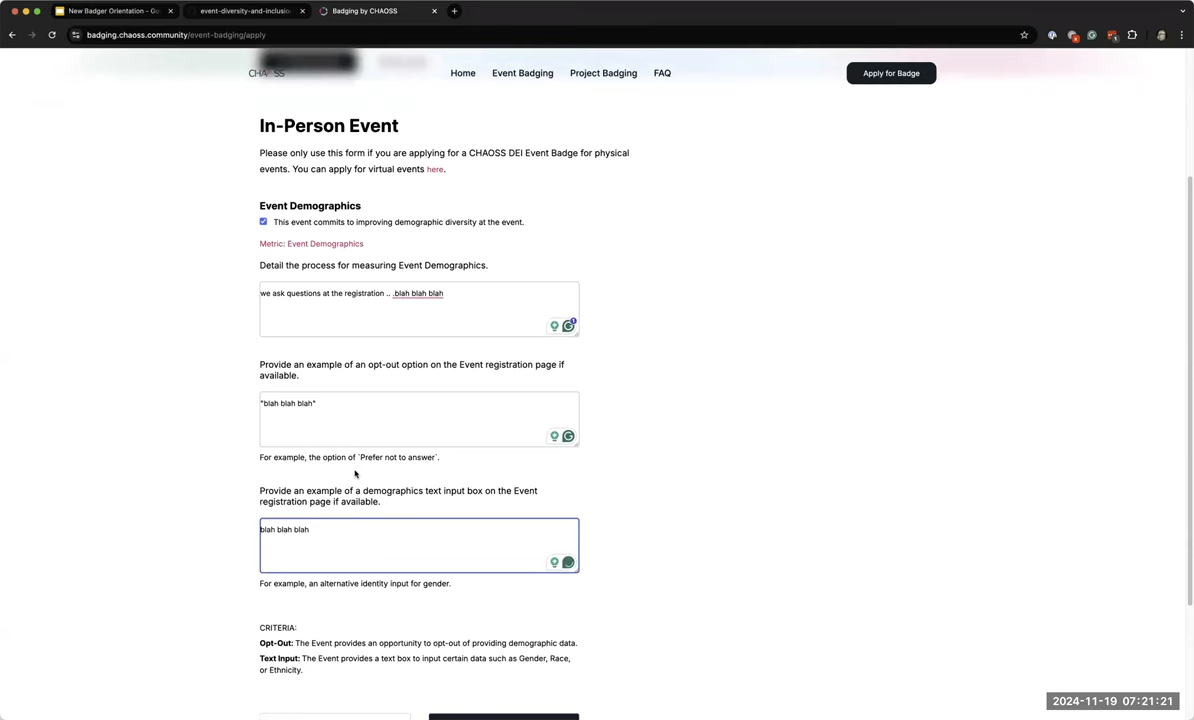 New Badger Orientation - Go
event-diversity-and-inclusio
Badging by CHAOSS
badging.chaoss.community/event-badging/apply
CHAOSS
Home
Event Badging
Project Badging
FAQ
Apply for Badge
In-Person Event
Please only use this form if you are applying for a CHAOSS DEI Event Badge for physical
events. You can apply for virtual events here.
Event Demographics
This event commits to improving demographic diversity at the event.
Metric: Event Demographics
Detail the process for measuring Event Demographics.
we ask questions at the registration .. .blah blah blah
Provide an example of an opt-out option on the Event registration page if
available.
"blah blah blah"
For example, the option of `Prefer not to answer`.
Provide an example of a demographics text input box on the Event
registration page if available.
blah blah blah
For example, an alternative identity input for gender.
CRITERIA:
Opt-Out: The Event provides an opportunity to opt-out of providing demographic data.
Text Input: The Event provides a text box to input certain data such as Gender, Race,
or Ethnicity.
2024-11-19 07:21:21